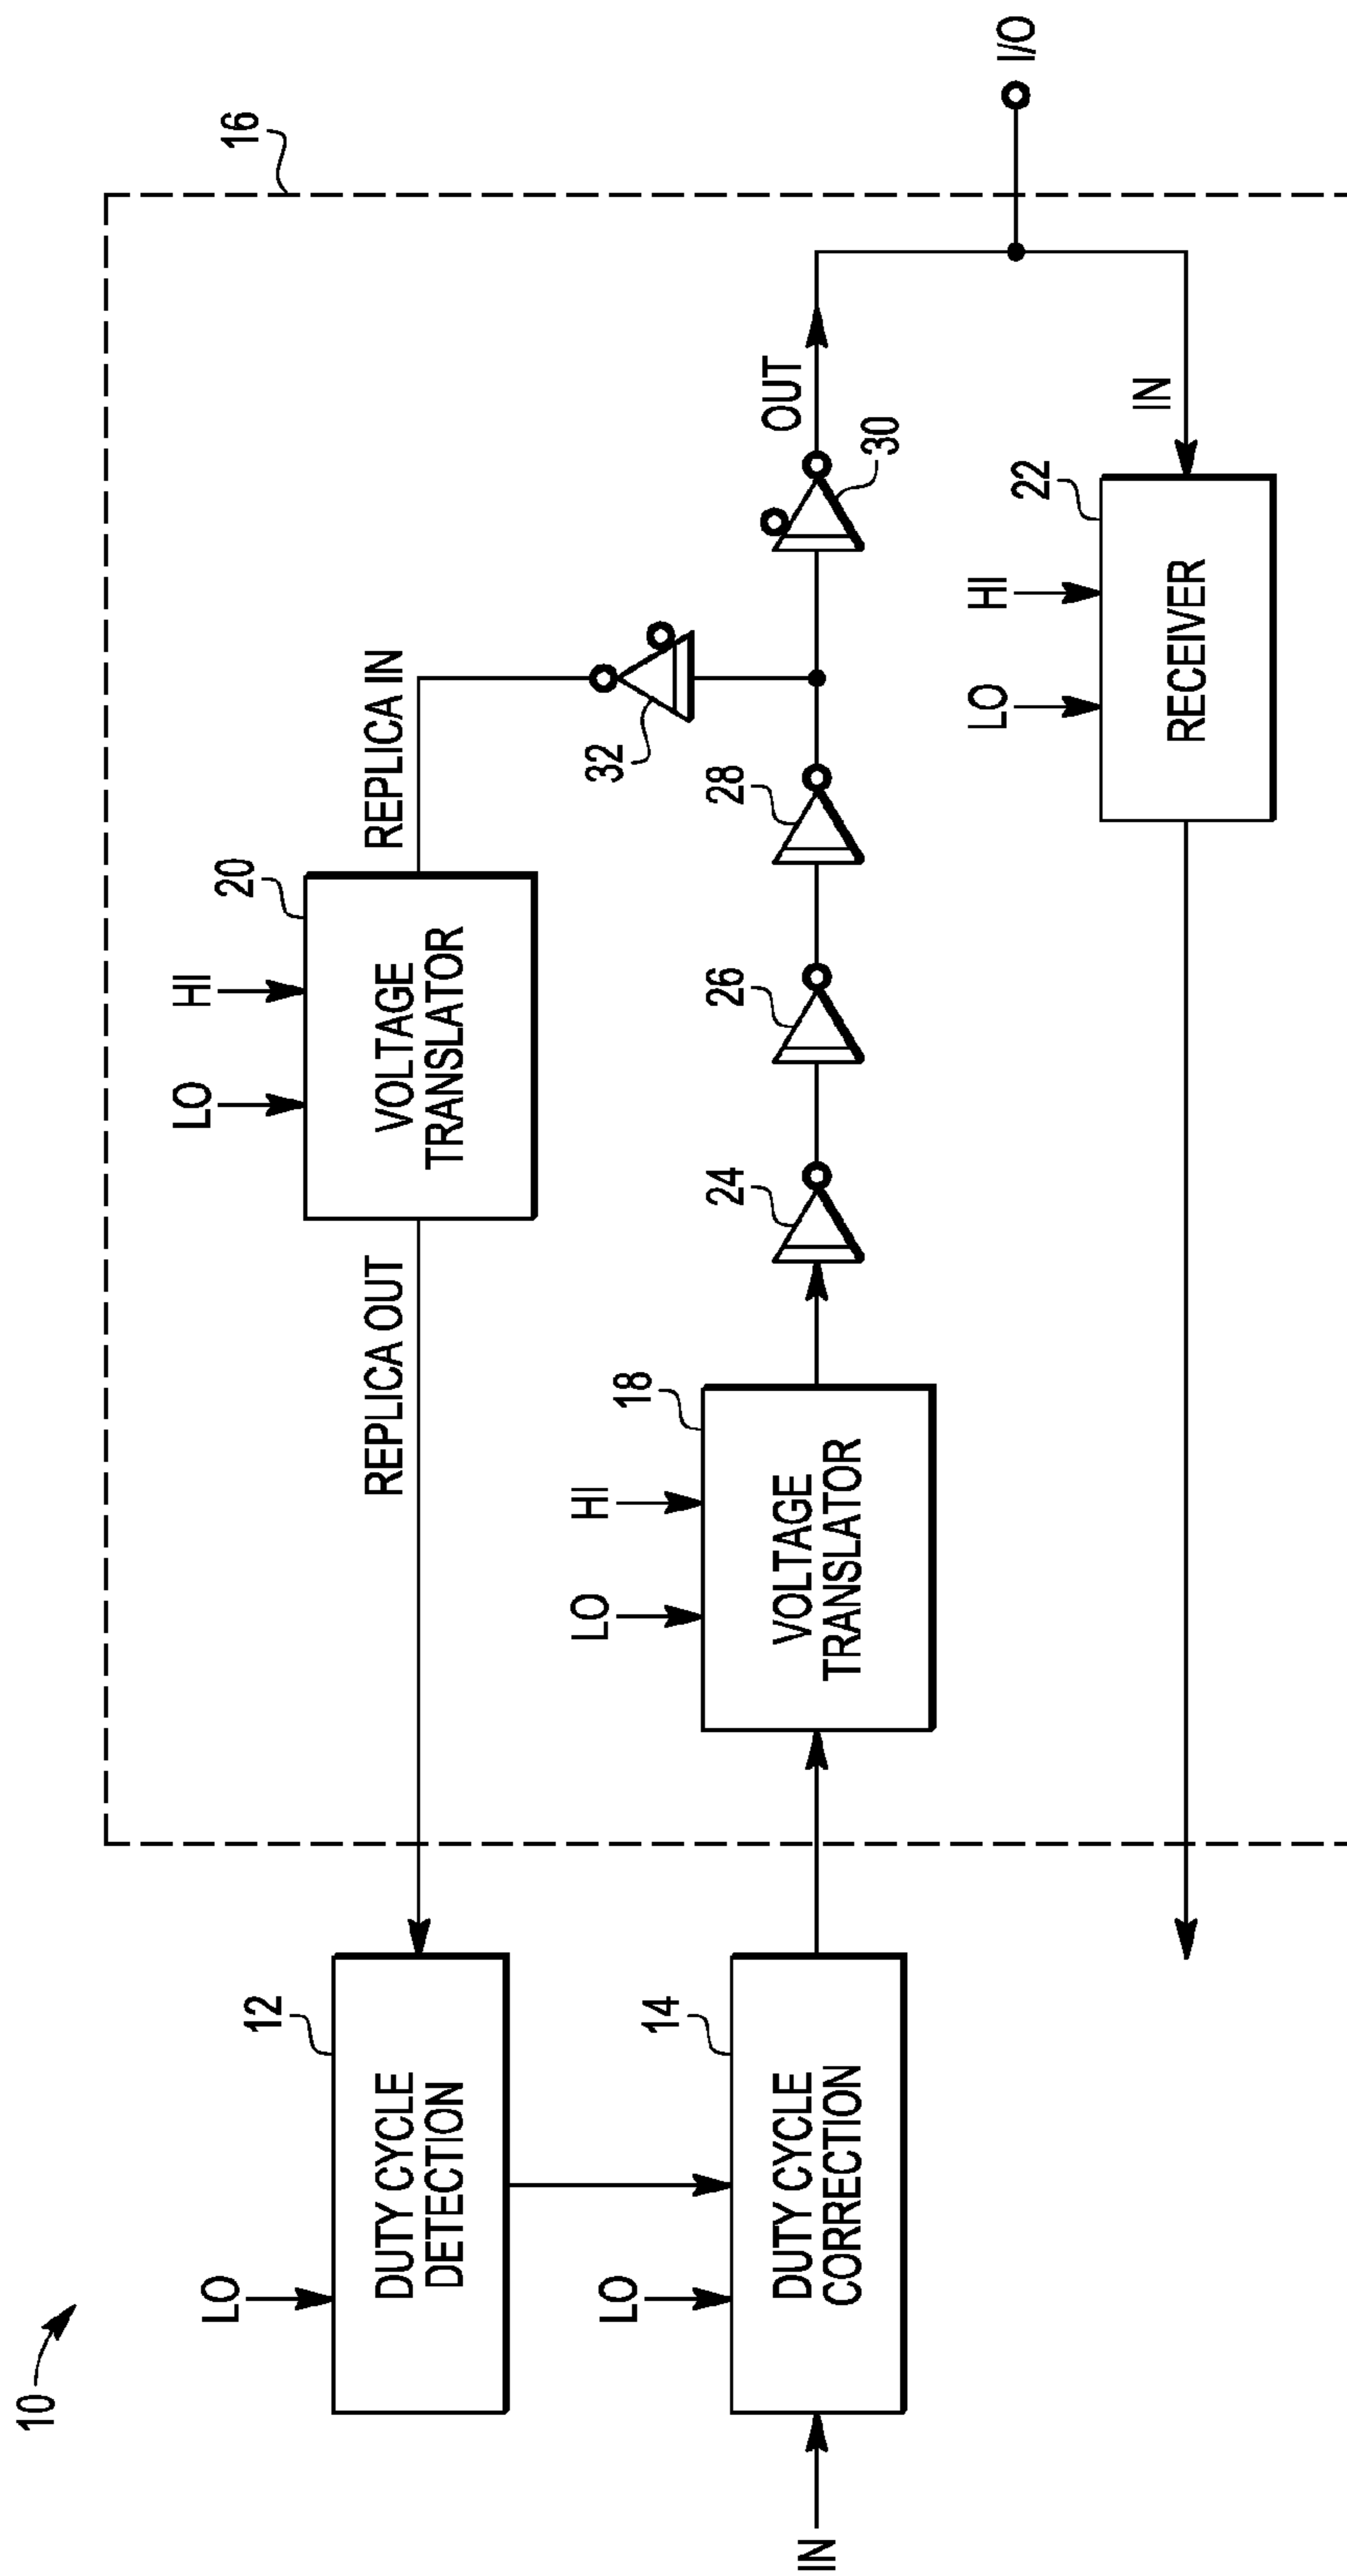 10
16
LO
12
DUTY CYCLE
DETECTION
REPLICA OUT
LO
HI
20
VOLTAGE
TRANSLATOR
REPLICA IN
32
IN
LO
14
DUTY CYCLE
CORRECTION
LO
HI
18
VOLTAGE
TRANSLATOR
24
26
28
30
OUT
I/O
LO
HI
22
RECEIVER
IN